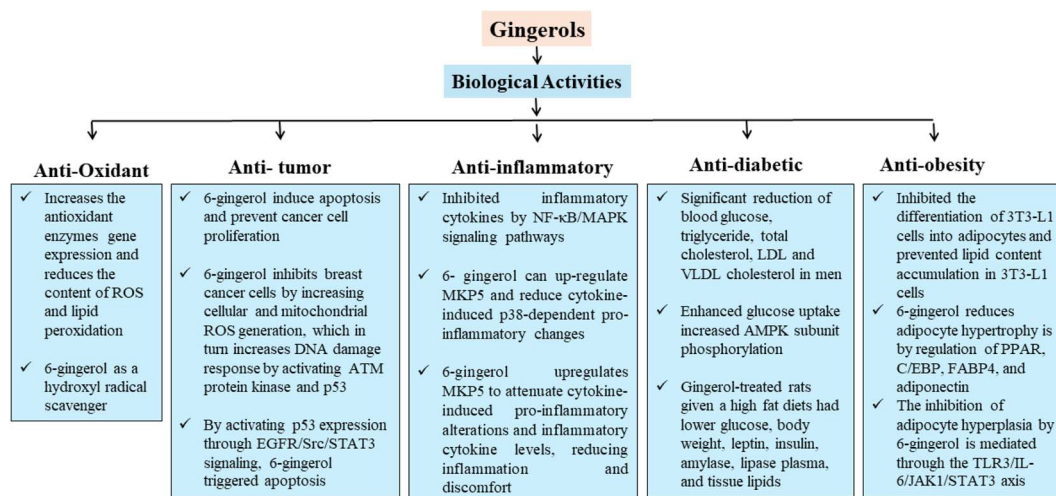 Gingerols
Biological Activities
Anti-Oxidant
✓ Increases the
antioxidant
enzymes gene
expression and
reduces the
content of ROS
and lipid
peroxidation
✓ 6-gingerol as a
hydroxyl radical
scavenger
Anti- tumor
✓ 6-gingerol induce apoptosis
and prevent cancer cell
proliferation
✓ 6-gingerol inhibits breast
cancer cells by increasing
cellular and mitochondrial
ROS generation, which in
turn increases DNA damage
response by activating ATM
protein kinase and p53
✓ By activating p53 expression
through EGFR/Src/STAT3
signaling, 6-gingerol
triggered apoptosis
Anti-inflammatory
✓ Inhibited inflammatory
cytokines by NF-κB/MAPK
signaling pathways
✓ 6- gingerol can up-regulate
MKP5 and reduce cytokine-
induced p38-dependent pro-
inflammatory changes
✓ 6-gingerol upregulates
MKP5 to attenuate cytokine-
induced pro-inflammatory
alterations and inflammatory
cytokine levels, reducing
inflammation and
discomfort
Anti-diabetic
✓ Significant reduction of
blood glucose,
triglyceride, total
cholesterol, LDL and
VLDL cholesterol in men
✓ Enhanced glucose uptake
increased AMPK subunit
phosphorylation
✓ Gingerol-treated rats
given a high fat diets had
lower glucose, body
weight, leptin, insulin,
amylase, lipase plasma,
and tissue lipids
Anti-obesity
✓ Inhibited the
differentiation of 3T3-L1
cells into adipocytes and
prevented lipid content
accumulation in 3T3-L1
cells
✓ 6-gingerol reduces
adipocyte hypertrophy is
by regulation of PPAR,
C/EBP, FABP4, and
adiponectin
✓ The inhibition of
adipocyte hyperplasia by
6-gingerol is mediated
through the TLR3/IL-
6/JAK1/STAT3 axis